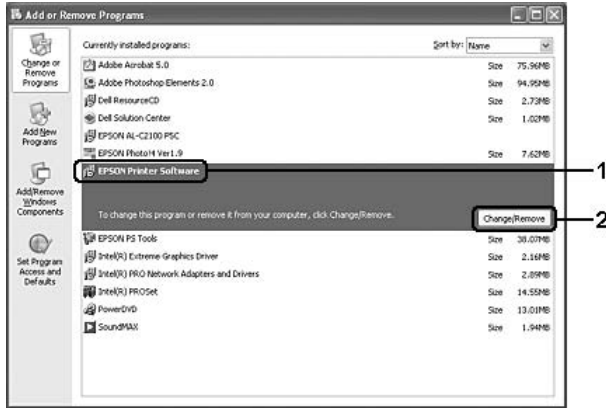 Add or Remove Programs
Change or
Remove
Programs
Add New
Programs
Add/Remove
Windows
Components
Set Program
Access and
Defaults
Currently installed programs: Sort by: Name
Adobe Acrobat 5.0 Size 75.96MB
Adobe Photoshop Elements 2.0 Size 94.95MB
Dell ResourceCD Size 2.73MB
Dell Solution Center Size 1.02MB
EPSON AL-C2100 PSC
EPSON Photo!4 Ver1.9 Size 7.62MB
EPSON Printer Software 1
To change this program or remove it from your computer, click Change/Remove. Change/Remove 2
EPSON PS Tools Size 38.07MB
Intel(R) Extreme Graphics Driver Size 2.16MB
Intel(R) PRO Network Adapters and Drivers Size 2.89MB
Intel(R) PROSet Size 14.55MB
PowerDVD Size 13.01MB
SoundMAX Size 1.94MB